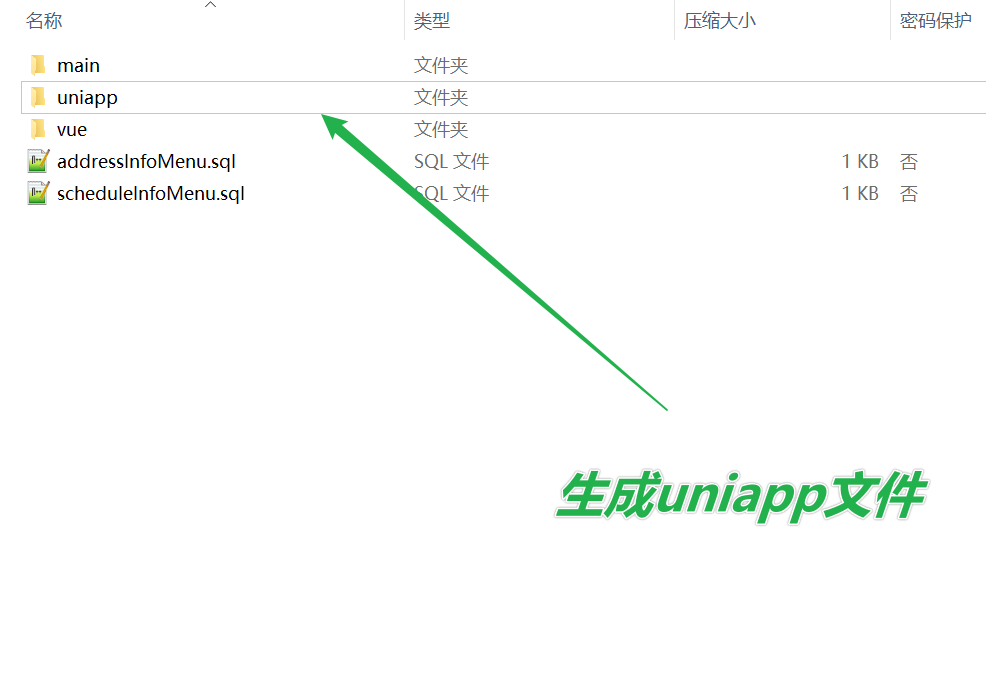 名称 类型 压缩大小 密码保护
main 文件夹
uniapp 文件夹
vue 文件夹
addressInfoMenu.sql SQL 文件 1 KB 否
scheduleInfoMenu.sql SQL 文件 1 KB 否
生成uniapp文件